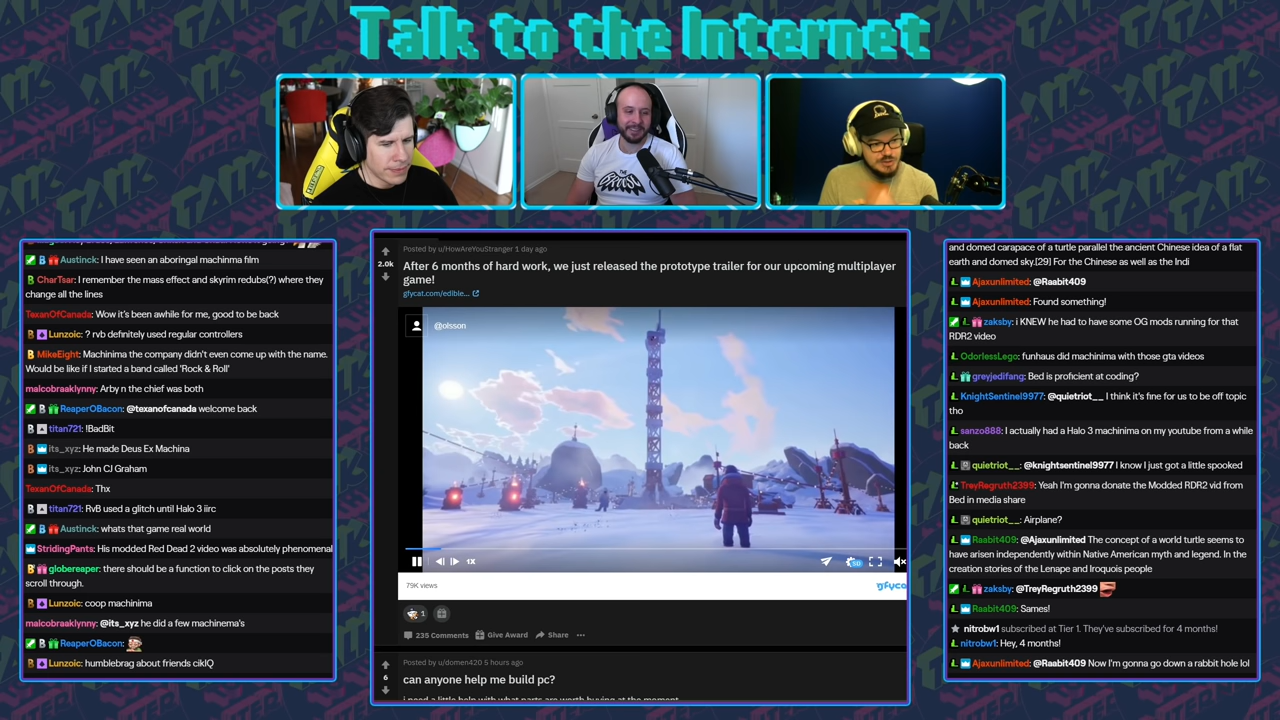 Talk to the Internet
Austinck: I have seen an aboringal machinma film
CharTsar: I remember the mass effect and skyrim redubs(?) where they
change all the lines
TexanOfCanada: Wow it's been awhile for me, good to be back
Lunzoic: ? rvb definitely used regular controllers
MikeEight: Machinima the company didn't even come up with the name.
Would be like if I started a band called 'Rock & Roll'
malcobraaklynny: Arby n the chief was both
ReaperOBacon: @texanofcanada welcome back
titan721: !BadBit
its_xyz: He made Deus Ex Machina
its_xyz: John CJ Graham
TexanOfCanada: Thx
titan721: RvB used a glitch until Halo 3 iirc
Austinck: whats that game real world
StridingPants: His modded Red Dead 2 video was absolutely phenomenal
globereaper: there should be a function to click on the posts they
scroll through.
Lunzoic: coop machinima
malcobraaklynny: @its_xyz he did a few machinema's
ReaperOBacon:
Lunzoic: humblebrag about friends cikIQ
Posted by u/HowAreYouStranger 1 day ago
2.0k
After 6 months of hard work, we just released the prototype trailer for our upcoming multiplayer
game!
gfycat.com/edible...
@olsson
1X
50
79K views
gfyca
1
235 Comments Give Award Share ...
Posted by u/domen420 5 hours ago
6
can anyone help me build pc?
i need a little help with what parts are worth buying at the moment
and domed carapace of a turtle parallel the ancient Chinese idea of a flat
earth and domed sky.[29] For the Chinese as well as the Indi
Ajaxunlimited: @Raabit409
Ajaxunlimited: Found something!
zaksby: i KNEW he had to have some OG mods running for that
RDR2 video
OdorlessLego: funhaus did machinima with those gta videos
greyjedifang: Bed is proficient at coding?
KnightSentinel9977: @quietriot__ I think it's fine for us to be off topic
tho
sanzo888: I actually had a Halo 3 machinima on my youtube from a while
back
quietriot__: @knightsentinel9977 I know I just got a little spooked
TreyRegruth2399: Yeah I'm gonna donate the Modded RDR2 vid from
Bed in media share
quietriot__: Airplane?
Raabit409: @Ajaxunlimited The concept of a world turtle seems to
have arisen independently within Native American myth and legend. In the
creation stories of the Lenape and Iroquois people
zaksby: @TreyRegruth2399
Raabit409: Sames!
nitrobw1 subscribed at Tier 1. They've subscribed for 4 months!
nitrobw1: Hey, 4 months!
Ajaxunlimited: @Raabit409 Now I'm gonna go down a rabbit hole lol